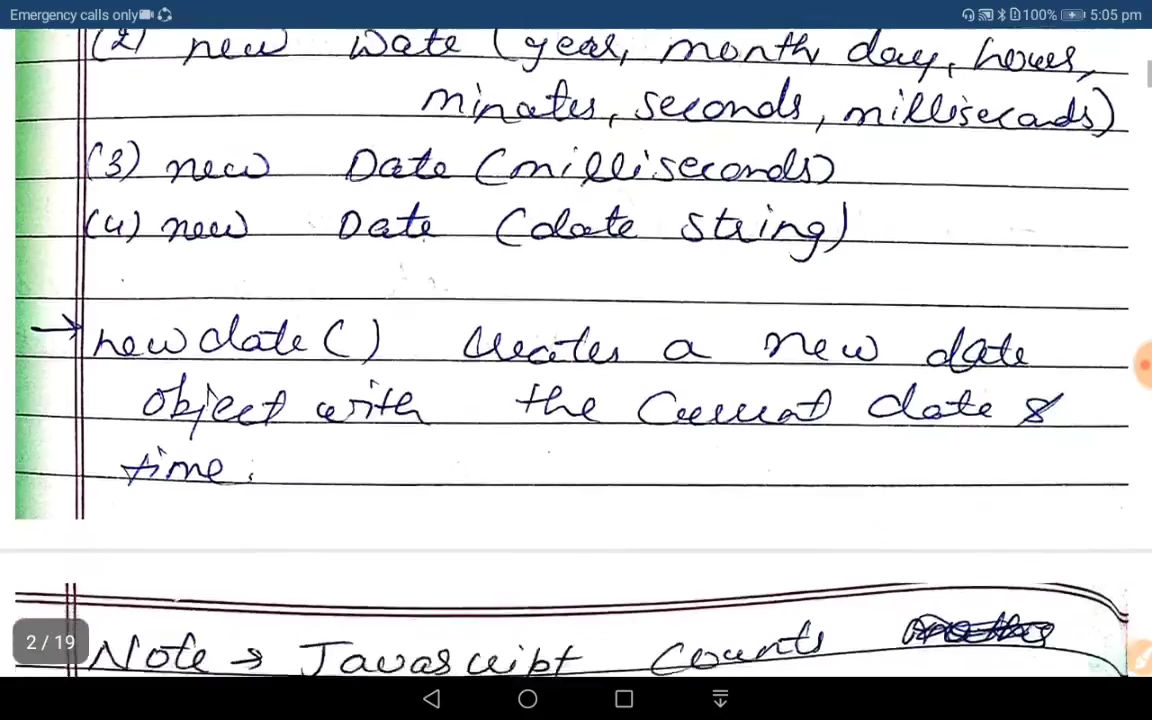 Emergency calls only 100% 5:05 pm
(2) new Date (year, month day, hours,
minates, seconds, millisecands)
(3) new Date (milliseconds)
(4) new Date (date string)
→ new date ( ) creates a new date
object with the current date &
time.
2 / 19
Note → Javascript counts